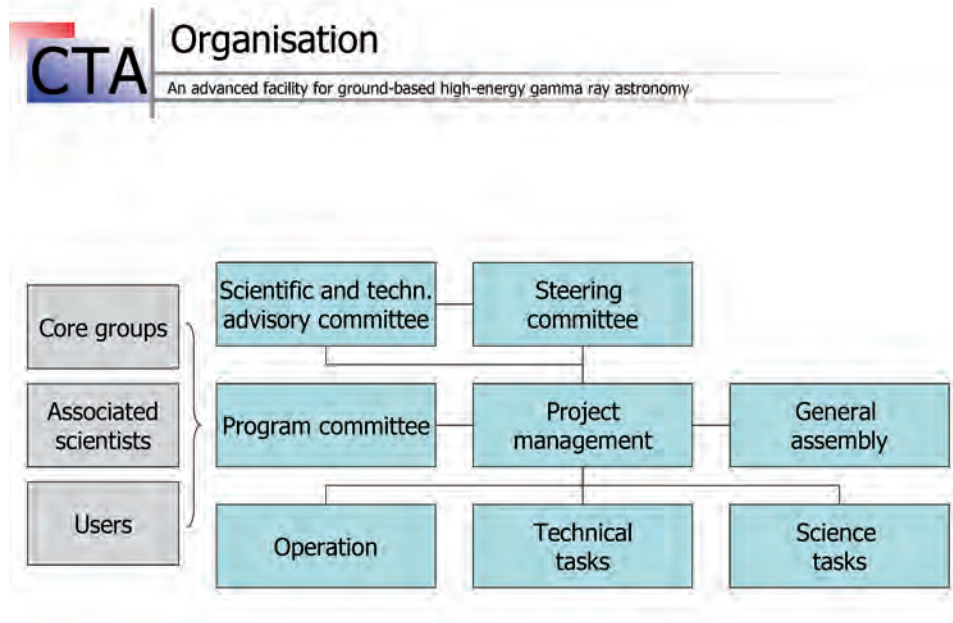 CTA
Organisation
An advanced facility for ground-based high-energy gamma ray astronomy
Scientific and techn.
advisory committee
Steering
committee
Core groups
Associated
scientists
Program committee
Project
management
General
assembly
Users
Operation
Technical
tasks
Science
tasks